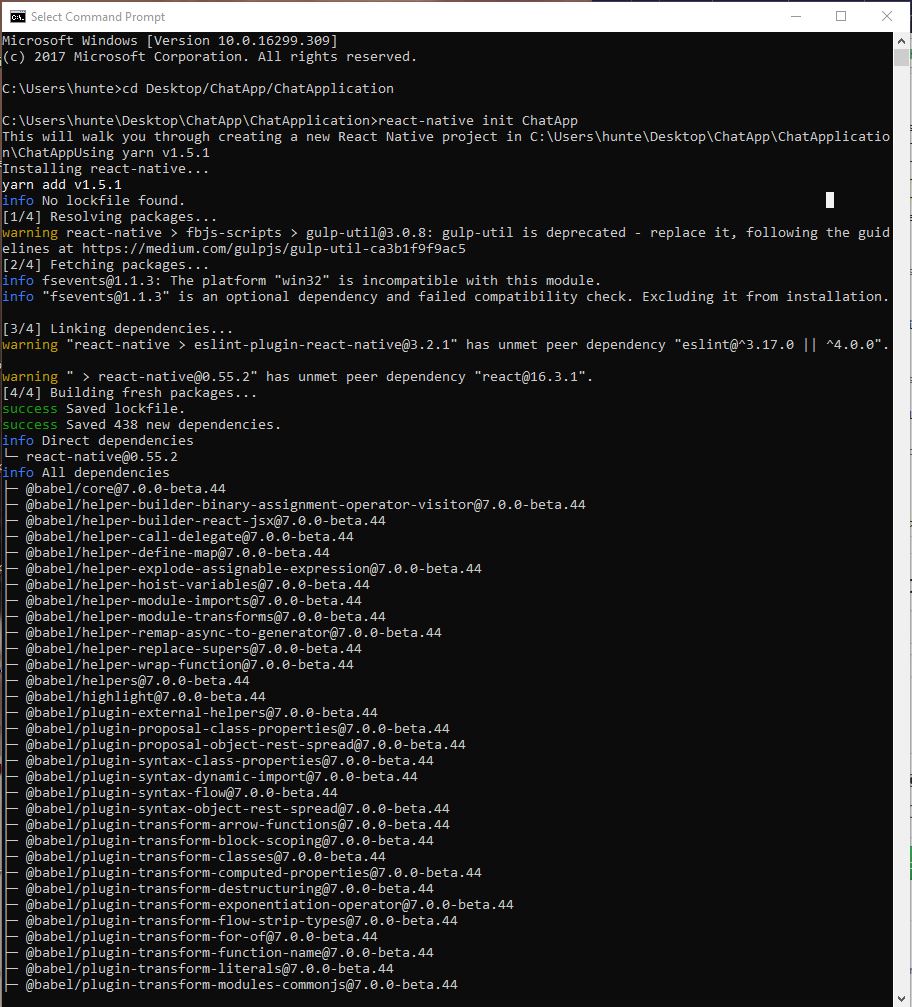 Select Command Prompt
Microsoft Windows [Version 10.0.16299.309]
(c) 2017 Microsoft Corporation. All rights reserved.
C:\Users\hunte>cd Desktop/ChatApp/ChatApplication
C:\Users\hunte\Desktop\ChatApp\ChatApplication>react-native init ChatApp
This will walk you through creating a new React Native project in C:\Users\hunte\Desktop\ChatApp\ChatApplicatio
n\ChatAppUsing yarn v1.5.1
Installing react-native...
yarn add v1.5.1
info No lockfile found.
[1/4] Resolving packages...
warning react-native > fbjs-scripts > gulp-util@3.0.8: gulp-util is deprecated - replace it, following the guid
elines at https://medium.com/gulpjs/gulp-util-ca3b1f9f9ac5
[2/4] Fetching packages...
info fsevents@1.1.3: The platform "win32" is incompatible with this module.
info "fsevents@1.1.3" is an optional dependency and failed compatibility check. Excluding it from installation.
[3/4] Linking dependencies...
warning "react-native > eslint-plugin-react-native@3.2.1" has unmet peer dependency "eslint@^3.17.0 || ^4.0.0".
warning " > react-native@0.55.2" has unmet peer dependency "react@16.3.1".
[4/4] Building fresh packages...
success Saved lockfile.
success Saved 438 new dependencies.
info Direct dependencies
└─ react-native@0.55.2
info All dependencies
├─ @babel/core@7.0.0-beta.44
├─ @babel/helper-builder-binary-assignment-operator-visitor@7.0.0-beta.44
├─ @babel/helper-builder-react-jsx@7.0.0-beta.44
├─ @babel/helper-call-delegate@7.0.0-beta.44
├─ @babel/helper-define-map@7.0.0-beta.44
├─ @babel/helper-explode-assignable-expression@7.0.0-beta.44
├─ @babel/helper-hoist-variables@7.0.0-beta.44
├─ @babel/helper-module-imports@7.0.0-beta.44
├─ @babel/helper-module-transforms@7.0.0-beta.44
├─ @babel/helper-remap-async-to-generator@7.0.0-beta.44
├─ @babel/helper-replace-supers@7.0.0-beta.44
├─ @babel/helper-wrap-function@7.0.0-beta.44
├─ @babel/helpers@7.0.0-beta.44
├─ @babel/highlight@7.0.0-beta.44
├─ @babel/plugin-external-helpers@7.0.0-beta.44
├─ @babel/plugin-proposal-class-properties@7.0.0-beta.44
├─ @babel/plugin-proposal-object-rest-spread@7.0.0-beta.44
├─ @babel/plugin-syntax-class-properties@7.0.0-beta.44
├─ @babel/plugin-syntax-dynamic-import@7.0.0-beta.44
├─ @babel/plugin-syntax-flow@7.0.0-beta.44
├─ @babel/plugin-syntax-object-rest-spread@7.0.0-beta.44
├─ @babel/plugin-transform-arrow-functions@7.0.0-beta.44
├─ @babel/plugin-transform-block-scoping@7.0.0-beta.44
├─ @babel/plugin-transform-classes@7.0.0-beta.44
├─ @babel/plugin-transform-computed-properties@7.0.0-beta.44
├─ @babel/plugin-transform-destructuring@7.0.0-beta.44
├─ @babel/plugin-transform-exponentiation-operator@7.0.0-beta.44
├─ @babel/plugin-transform-flow-strip-types@7.0.0-beta.44
├─ @babel/plugin-transform-for-of@7.0.0-beta.44
├─ @babel/plugin-transform-function-name@7.0.0-beta.44
├─ @babel/plugin-transform-literals@7.0.0-beta.44
├─ @babel/plugin-transform-modules-commonjs@7.0.0-beta.44